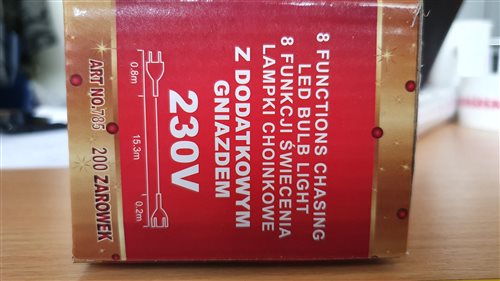 8 FUNCTIONS CHASING
LED BULB LIGHT
8 FUNKCJI ŚWIECENIA
LAMPKI CHOINKOWE
Z DODATKOWYM
GNIAZDEM
230V
0.8m
15.3m
0.2m
ART NO.785
200 ŻARÓWEK